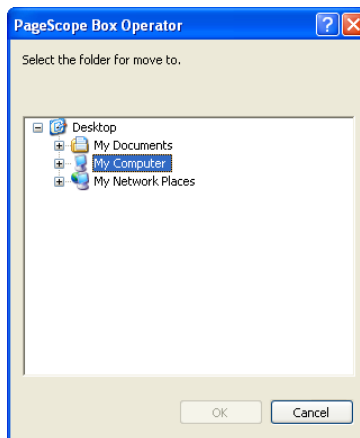 PageScope Box Operator
Select the folder for move to.
Desktop
My Documents
My Computer
My Network Places
OK
Cancel